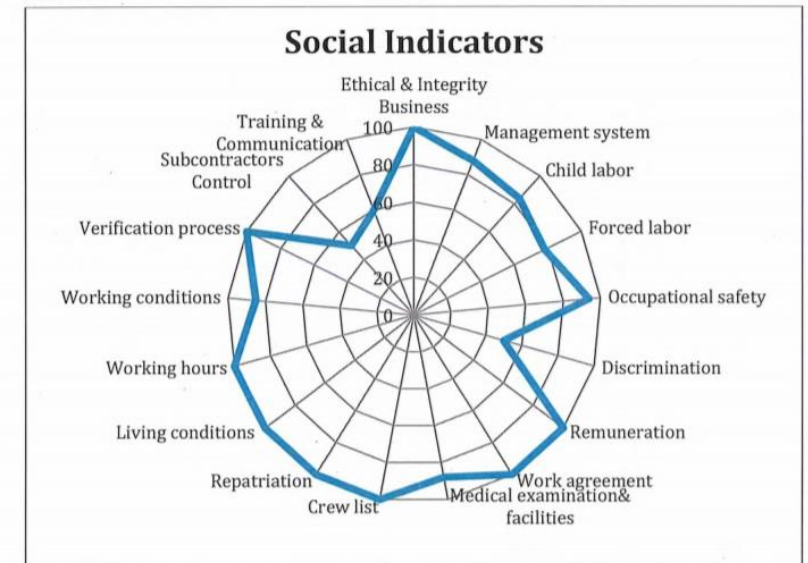 Social Indicators
Ethical & Integrity
Business
Management system
Child labor
Forced labor
Occupational safety
Discrimination
Remuneration
Work agreement
Medical examination&
facilities
Crew list
Repatriation
Living conditions
Working hours
Working conditions
Verification process
Subcontractors
Control
Training &
Communication
100
80
60
40
20
0